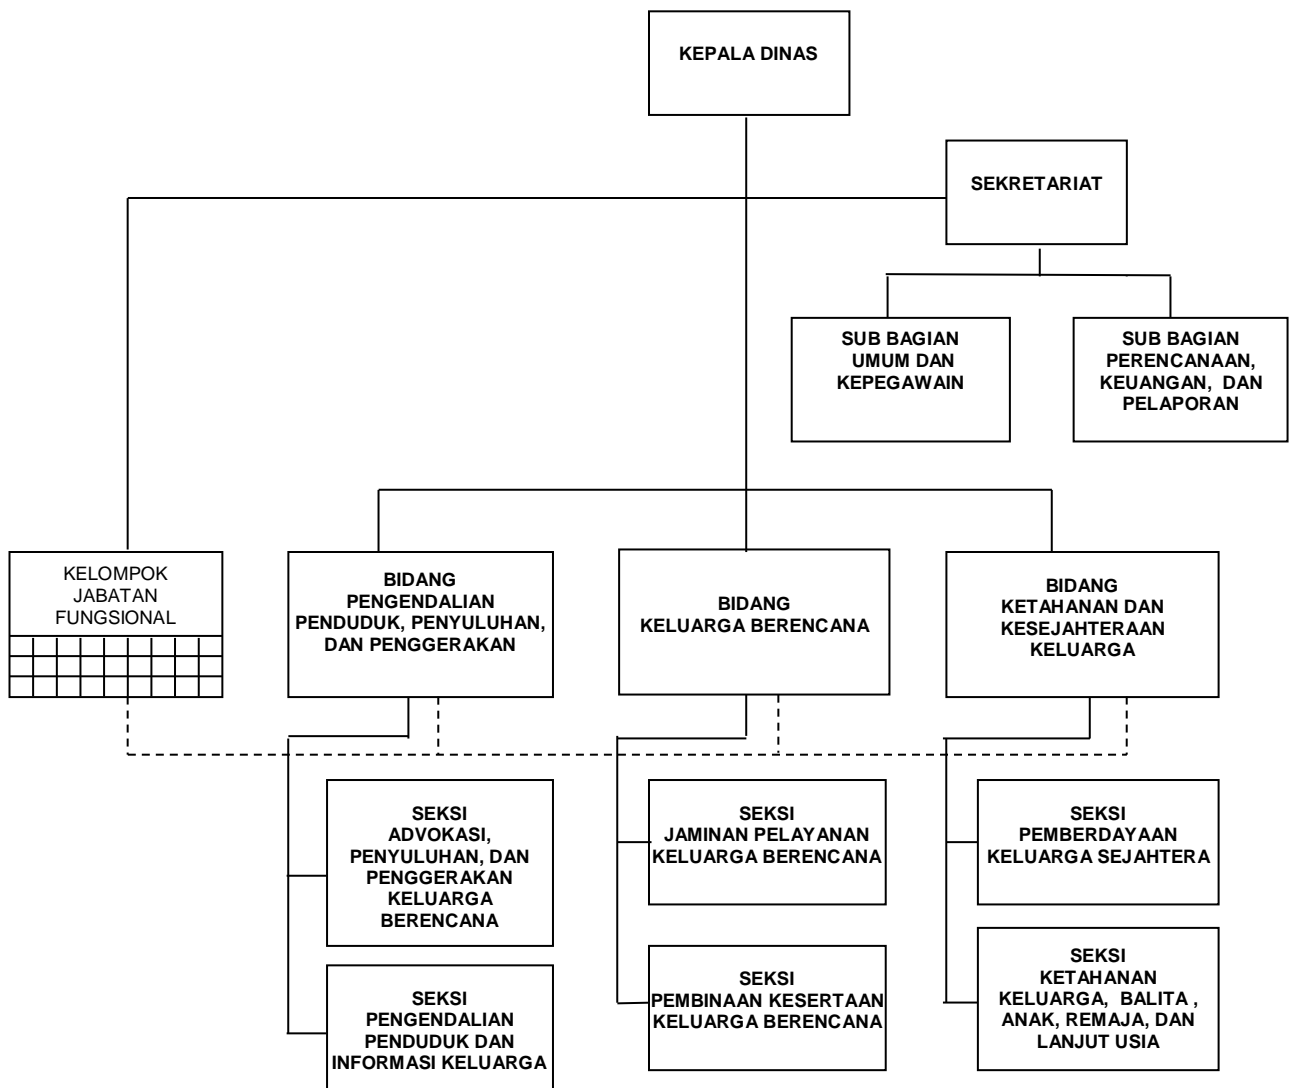 KEPALA DINAS
SEKRETARIAT
SUB BAGIAN
UMUM DAN
KEPEGAWAIN
SUB BAGIAN
PERENCANAAN,
KEUANGAN, DAN
PELAPORAN
KELOMPOK
JABATAN
FUNGSIONAL
BIDANG
PENGENDALIAN
PENDUDUK, PENYULUHAN,
DAN PENGGERAKAN
BIDANG
KELUARGA BERENCANA
BIDANG
KETAHANAN DAN
KESEJAHTERAAN
KELUARGA
SEKSI
ADVOKASI,
PENYULUHAN, DAN
PENGGERAKAN
KELUARGA
BERENCANA
SEKSI
JAMINAN PELAYANAN
KELUARGA BERENCANA
SEKSI
PEMBERDAYAAN
KELUARGA SEJAHTERA
SEKSI
PENGENDALIAN
PENDUDUK DAN
INFORMASI KELUARGA
SEKSI
PEMBINAAN KESERTAAN
KELUARGA BERENCANA
SEKSI
KETAHANAN
KELUARGA, BALITA ,
ANAK, REMAJA, DAN
LANJUT USIA